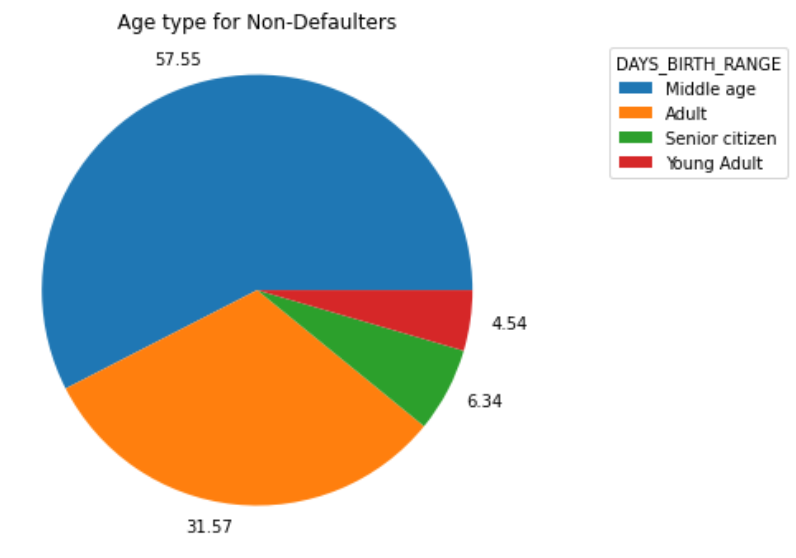 Age type for Non-Defaulters
57.55
DAYS_BIRTH_RANGE
Middle age
Adult
Senior citizen
Young Adult
4.54
6.34
31.57